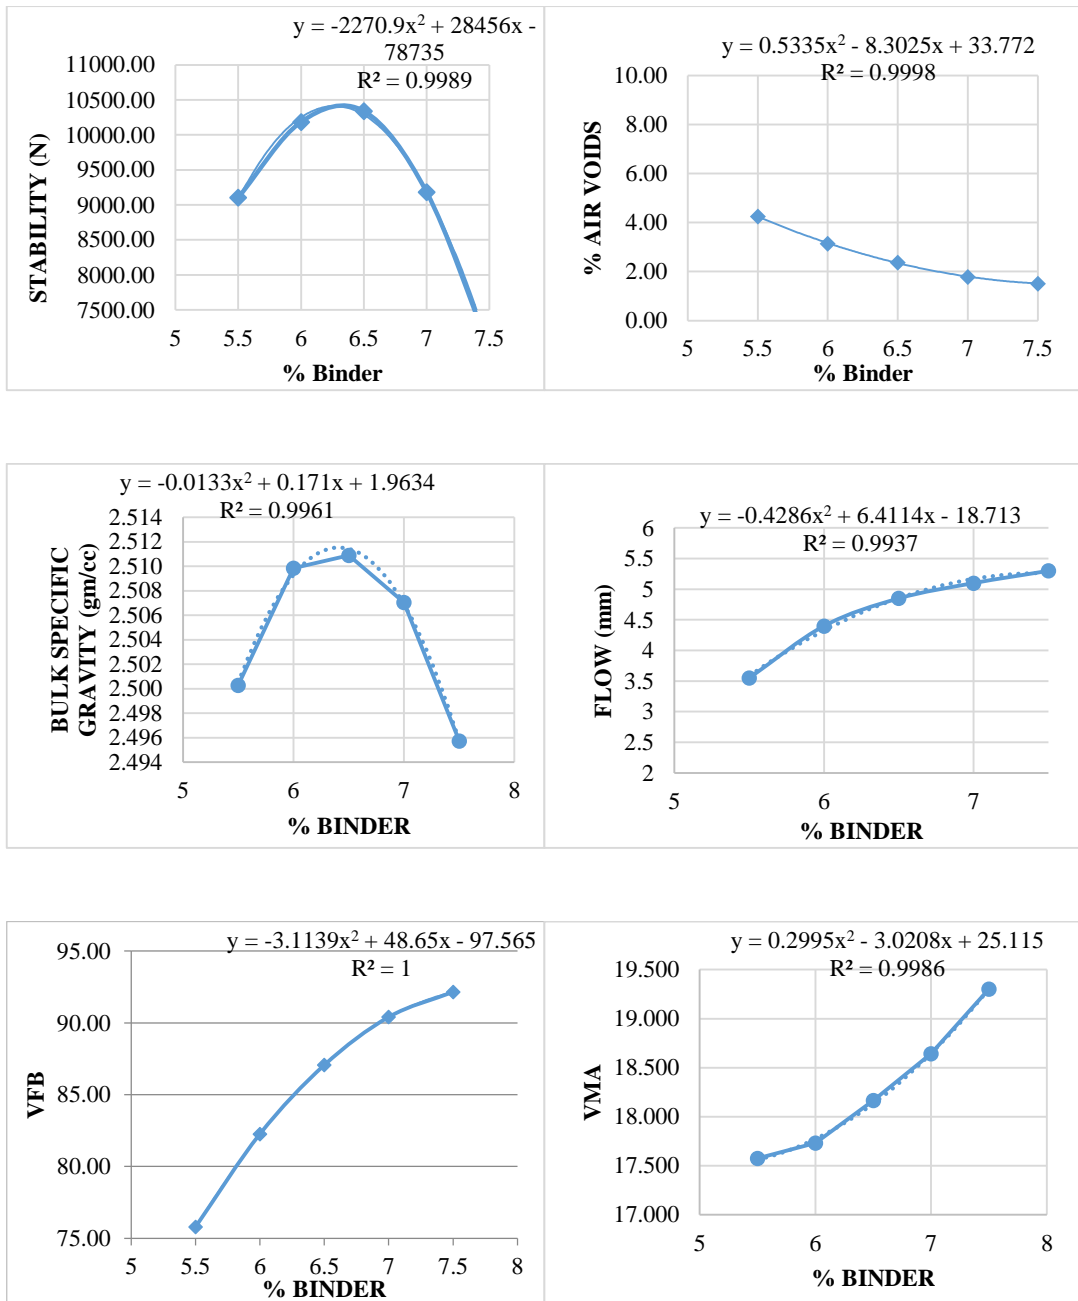 y = -2270.9x² + 28456x -
78735
R² = 0.9989
11000.00
10500.00
10000.00
9500.00
9000.00
8500.00
8000.00
7500.00
STABILITY (N)
5 5.5 6 6.5 7 7.5
% Binder
y = 0.5335x² - 8.3025x + 33.772
R² = 0.9998
10.00
8.00
6.00
4.00
2.00
0.00
% AIR VOIDS
5 5.5 6 6.5 7 7.5
% Binder
y = -0.0133x² + 0.171x + 1.9634
R² = 0.9961
2.514
2.512
2.510
2.508
2.506
2.504
2.502
2.500
2.498
2.496
2.494
BULK SPECIFIC
GRAVITY (gm/cc)
5 6 7 8
% BINDER
y = -0.4286x² + 6.4114x - 18.713
R² = 0.9937
6
5.5
5
4.5
4
3.5
3
2.5
2
FLOW (mm)
5 6 7
% BINDER
y = -3.1139x² + 48.65x - 97.565
R² = 1
95.00
90.00
85.00
80.00
75.00
VFB
5 5.5 6 6.5 7 7.5 8
% BINDER
y = 0.2995x² - 3.0208x + 25.115
R² = 0.9986
19.500
19.000
18.500
18.000
17.500
17.000
VMA
5 6 7 8
% BINDER